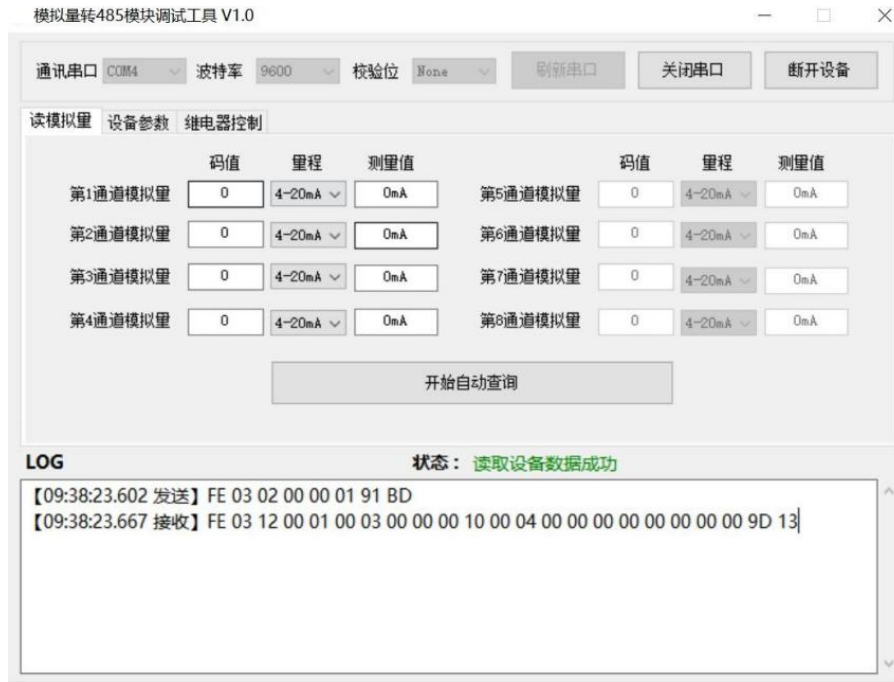 模拟量转485模块调试工具 V1.0
通讯串口 COM4 波特率 9600 校验位 None 刷新串口 关闭串口 断开设备
读模拟量 设备参数 继电器控制
码值 量程 测量值 码值 量程 测量值
第1通道模拟量 0 4-20mA 0mA 第5通道模拟量 0 4-20mA 0mA
第2通道模拟量 0 4-20mA 0mA 第6通道模拟量 0 4-20mA 0mA
第3通道模拟量 0 4-20mA 0mA 第7通道模拟量 0 4-20mA 0mA
第4通道模拟量 0 4-20mA 0mA 第8通道模拟量 0 4-20mA 0mA
开始自动查询
LOG 状态： 读取设备数据成功
【09:38:23.602 发送】FE 03 02 00 00 01 91 BD
【09:38:23.667 接收】FE 03 12 00 01 00 03 00 00 00 10 00 04 00 00 00 00 00 00 00 00 9D 13